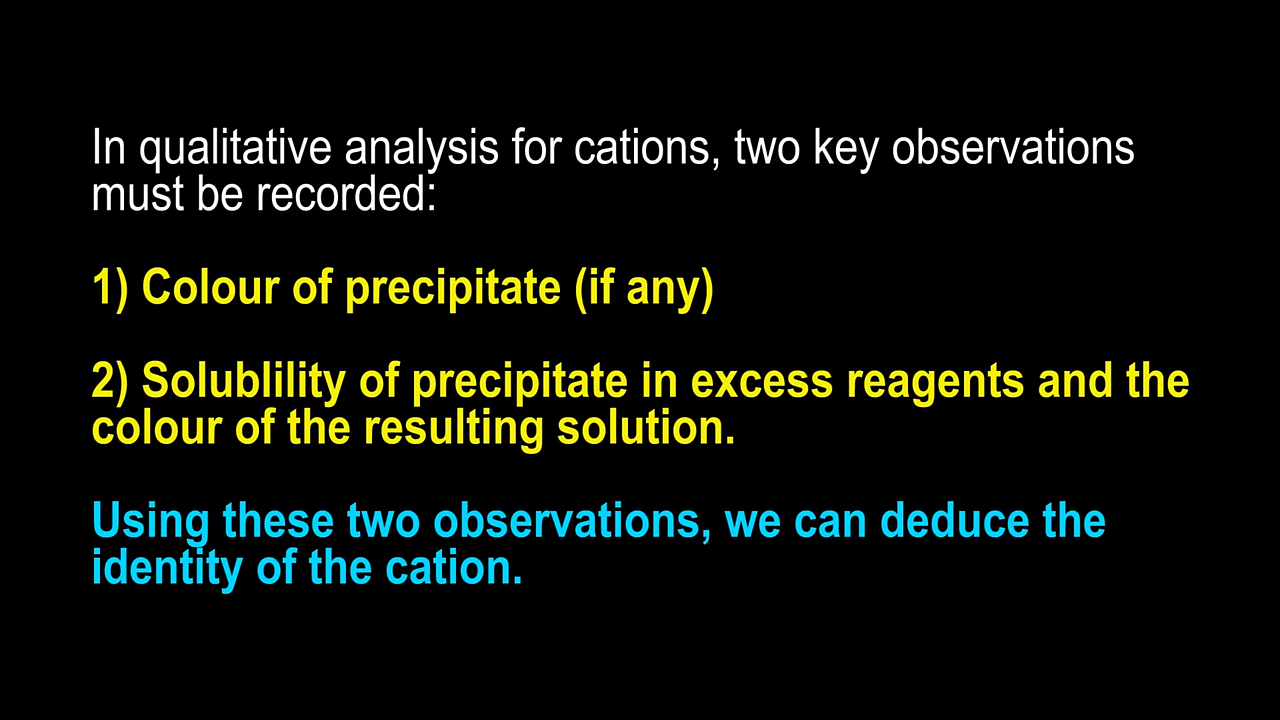 In qualitative analysis for cations, two key observations
must be recorded:
1) Colour of precipitate (if any)
2) Solublility of precipitate in excess reagents and the
colour of the resulting solution.
Using these two observations, we can deduce the
identity of the cation.